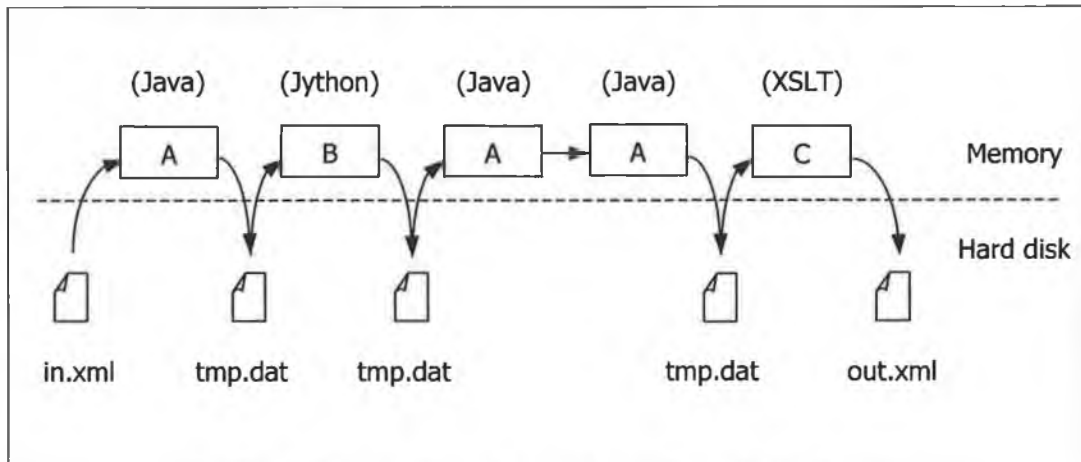 (Java) (Jython) (Java) (Java) (XSLT)
A B A A C Memory
Hard disk
in.xml tmp.dat tmp.dat tmp.dat out.xml